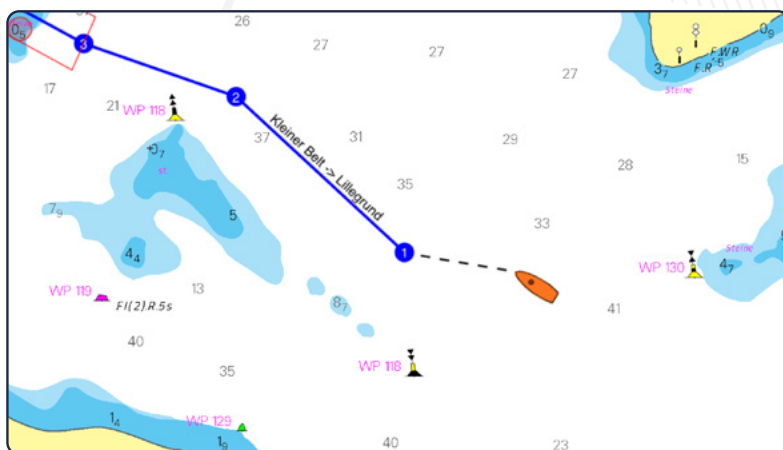 0₅
26
27
27
0₉
F.WR
F.R 5
3₇
Steine
27
3
2
17
21
WP 118
37
31
29
15
28
0₇
st
35
Kleiner Belt -> Lillegrund
7₉
5
33
1
Steine
4₄
WP 130
4₇
WP 119
Fl(2).R.5s
13
8₇
41
40
35
WP 118
1₄
WP 129
1₉
40
23